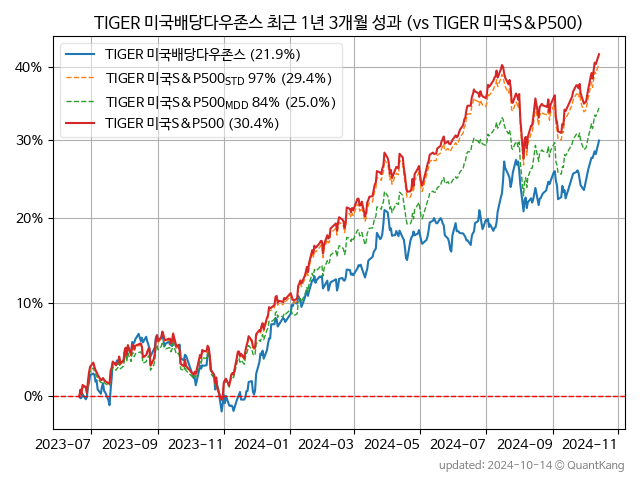 TIGER 미국배당다우존스 최근 1년 3개월 성과 (vs TIGER 미국S&P500)
TIGER 미국배당다우존스 (21.9%)
TIGER 미국S&P500STD 97% (29.4%)
TIGER 미국S&P500MDD 84% (25.0%)
TIGER 미국S&P500 (30.4%)
40%
30%
20%
10%
0%
2023-07 2023-09 2023-11 2024-01 2024-03 2024-05 2024-07 2024-09 2024-11
updated: 2024-10-14 © QuantKang